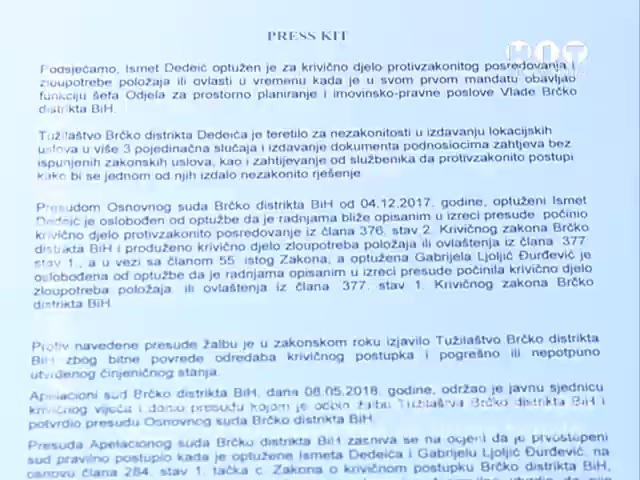 PRESS KIT
HIT
Podsjećamo, Ismet Dedeić optužen je za krivično djelo protivzakonitog posredovanja i
zloupotrebe položaja ili ovlasti u vremenu kada je u svom prvom mandatu obavljao
funkciju šefa Odjela za prostorno planiranje i imovinsko-pravne poslove Vlade Brčko
distrikta BiH.
Tužilaštvo Brčko distrikta Dedeića je teretilo za nezakonitosti u izdavanju lokacijskih
uslova u više 3 pojedinačna slučaja i izdavanje dokumenta podnosiocima zahtjeva bez
ispunjenih zakonskih uslova, kao i zahtijevanje od službenika da protivzakonito postupi
kako bi se jednom od njih izdalo nezakonito rješenje.
Presudom Osnovnog suda Brčko distrikta BiH od 04.12.2017. godine, optuženi Ismet
Dedeić je oslobođen od optužbe da je radnjama bliže opisanim u izreci presude počinio
krivično djelo protivzakonito posredovanje iz člana 376. stav 2. Krivičnog zakona Brčko
distrikta BiH i produženo krivično djelo zloupotreba položaja ili ovlaštenja iz člana 377.
stav 1., a u vezi sa članom 55. istog Zakona, a optužena Gabrijela Ljoljić Đurđević je
oslobođena od optužbe da je radnjama opisanim u izreci presude počinila krivično djelo
zloupotreba položaja ili ovlaštenja iz člana 377. stav 1. Krivičnog zakona Brčko
distrikta BiH.
Protiv navedene presude žalbu je u zakonskom roku izjavilo Tužilaštvo Brčko distrikta
BiH zbog bitne povrede odredaba krivičnog postupka i pogrešno ili nepotpuno
utvrđenog činjeničnog stanja.
Apelacioni sud Brčko distrikta BiH, dana 08.05.2018. godine, održao je javnu sjednicu
krivičnog vijeća i donio presudu kojom je odbio žalbu Tužilaštva Brčko distrikta BiH i
potvrdio presudu Osnovnog suda Brčko distrikta BiH.
Presuda Apelacionog suda Brčko distrikta BiH zasniva se na ocjeni da je prvostepeni
sud pravilno postupio kada je optužene Ismeta Dedeića i Gabrijelu Ljoljić Đurđević, na
osnovu člana 284. stav 1. tačka c. Zakona o krivičnom postupku Brčko distrikta BiH,